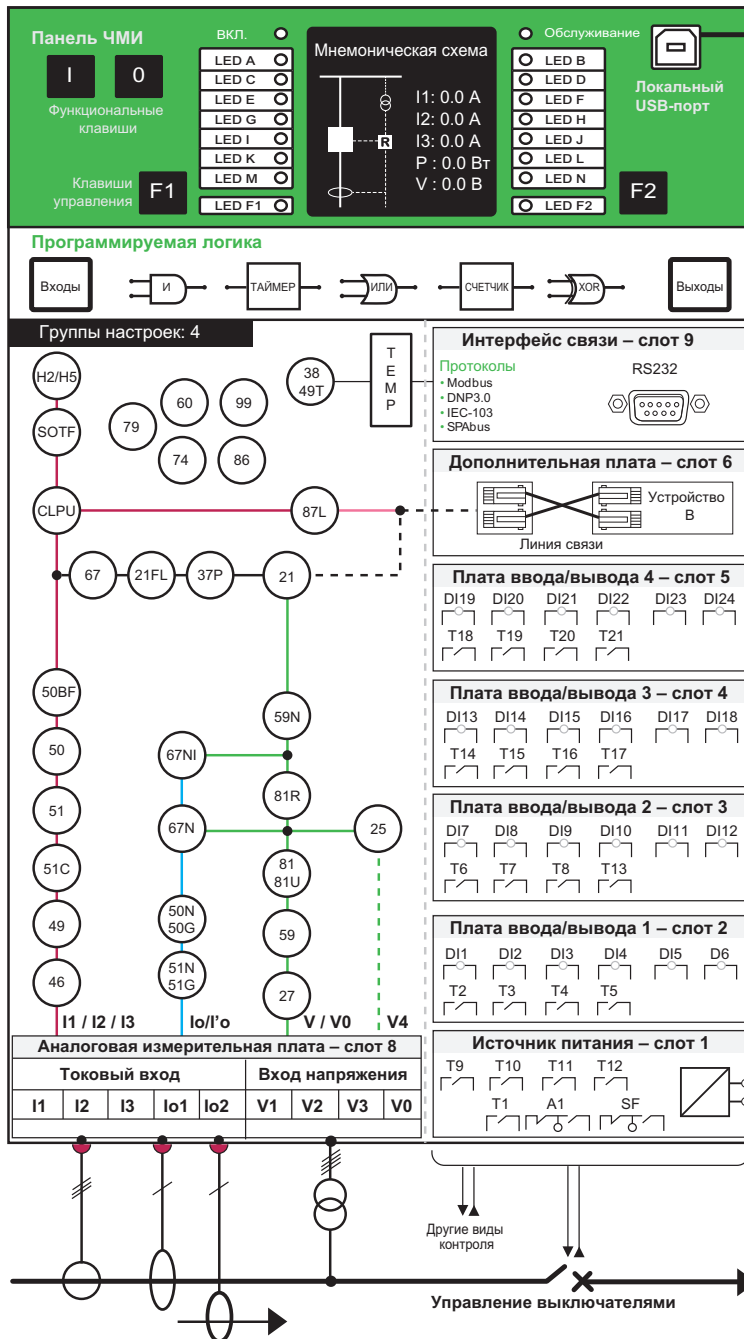 Панель ЧМИ
I
0
Функциональные
клавиши
Клавиши
управления
F1
ВКЛ.
LED A
LED C
LED E
LED G
LED I
LED K
LED M
LED F1
Мнемоническая схема
R
I1: 0.0 А
I2: 0.0 А
I3: 0.0 А
P : 0.0 Вт
V : 0.0 В
Обслуживание
LED B
LED D
LED F
LED H
LED J
LED L
LED N
LED F2
F2
Локальный
USB-порт
Программируемая логика
Входы
И
ТАЙМЕР
ИЛИ
СЧЕТЧИК
XOR
Выходы
Группы настроек: 4
H2/H5
SOTF
79
60
99
74
86
38
49T
T
E
M
P
CLPU
87L
67
21FL
37P
21
50BF
50
51
51C
49
46
59N
67NI
81R
67N
25
81
81U
50N
50G
59
51N
51G
27
I1 / I2 / I3
Io/I'o
V / V0
V4
Аналоговая измерительная плата – слот 8
Токовый вход
Вход напряжения
I1 I2 I3 Io1 Io2 V1 V2 V3 V0
Интерфейс связи – слот 9
Протоколы
• Modbus
• DNP3.0
• IEC-103
• SPAbus
RS232
Дополнительная плата – слот 6
Устройство
B
Линия связи
Плата ввода/вывода 4 – слот 5
DI19 DI20 DI21 DI22 DI23 DI24
T18 T19 T20 T21
Плата ввода/вывода 3 – слот 4
DI13 DI14 DI15 DI16 DI17 DI18
T14 T15 T16 T17
Плата ввода/вывода 2 – слот 3
DI7 DI8 DI9 DI10 DI11 DI12
T6 T7 T8 T13
Плата ввода/вывода 1 – слот 2
DI1 DI2 DI3 DI4 DI5 D6
T2 T3 T4 T5
Источник питания – слот 1
T9 T10 T11 T12
T1 A1 SF
Другие виды
контроля
Управление выключателями